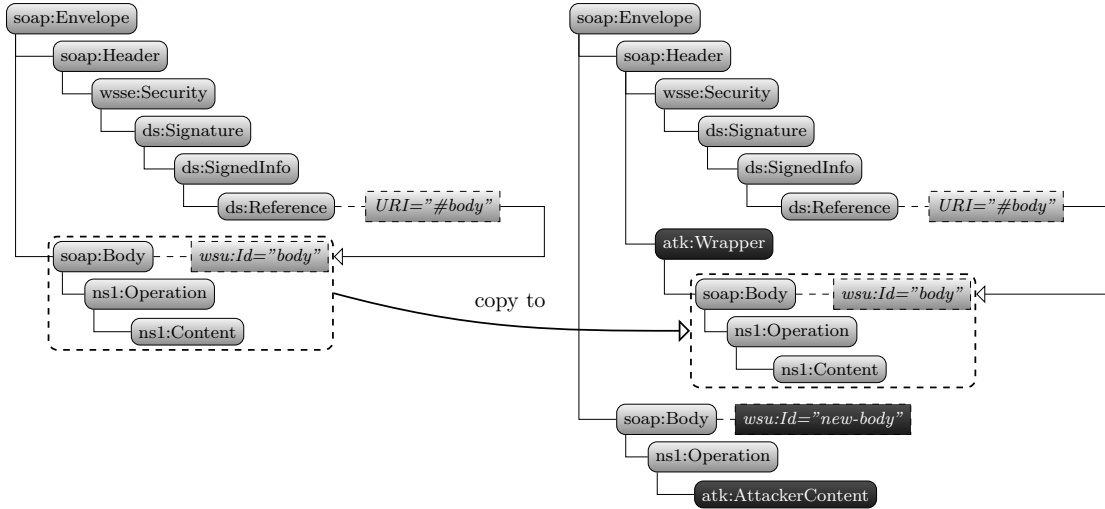 soap:Envelope
soap:Header
wsse:Security
ds:Signature
ds:SignedInfo
ds:Reference
URI="#body"
soap:Body
wsu:Id="body"
ns1:Operation
ns1:Content
copy to
soap:Envelope
soap:Header
wsse:Security
ds:Signature
ds:SignedInfo
ds:Reference
URI="#body"
atk:Wrapper
soap:Body
wsu:Id="body"
ns1:Operation
ns1:Content
soap:Body
wsu:Id="new-body"
ns1:Operation
atk:AttackerContent